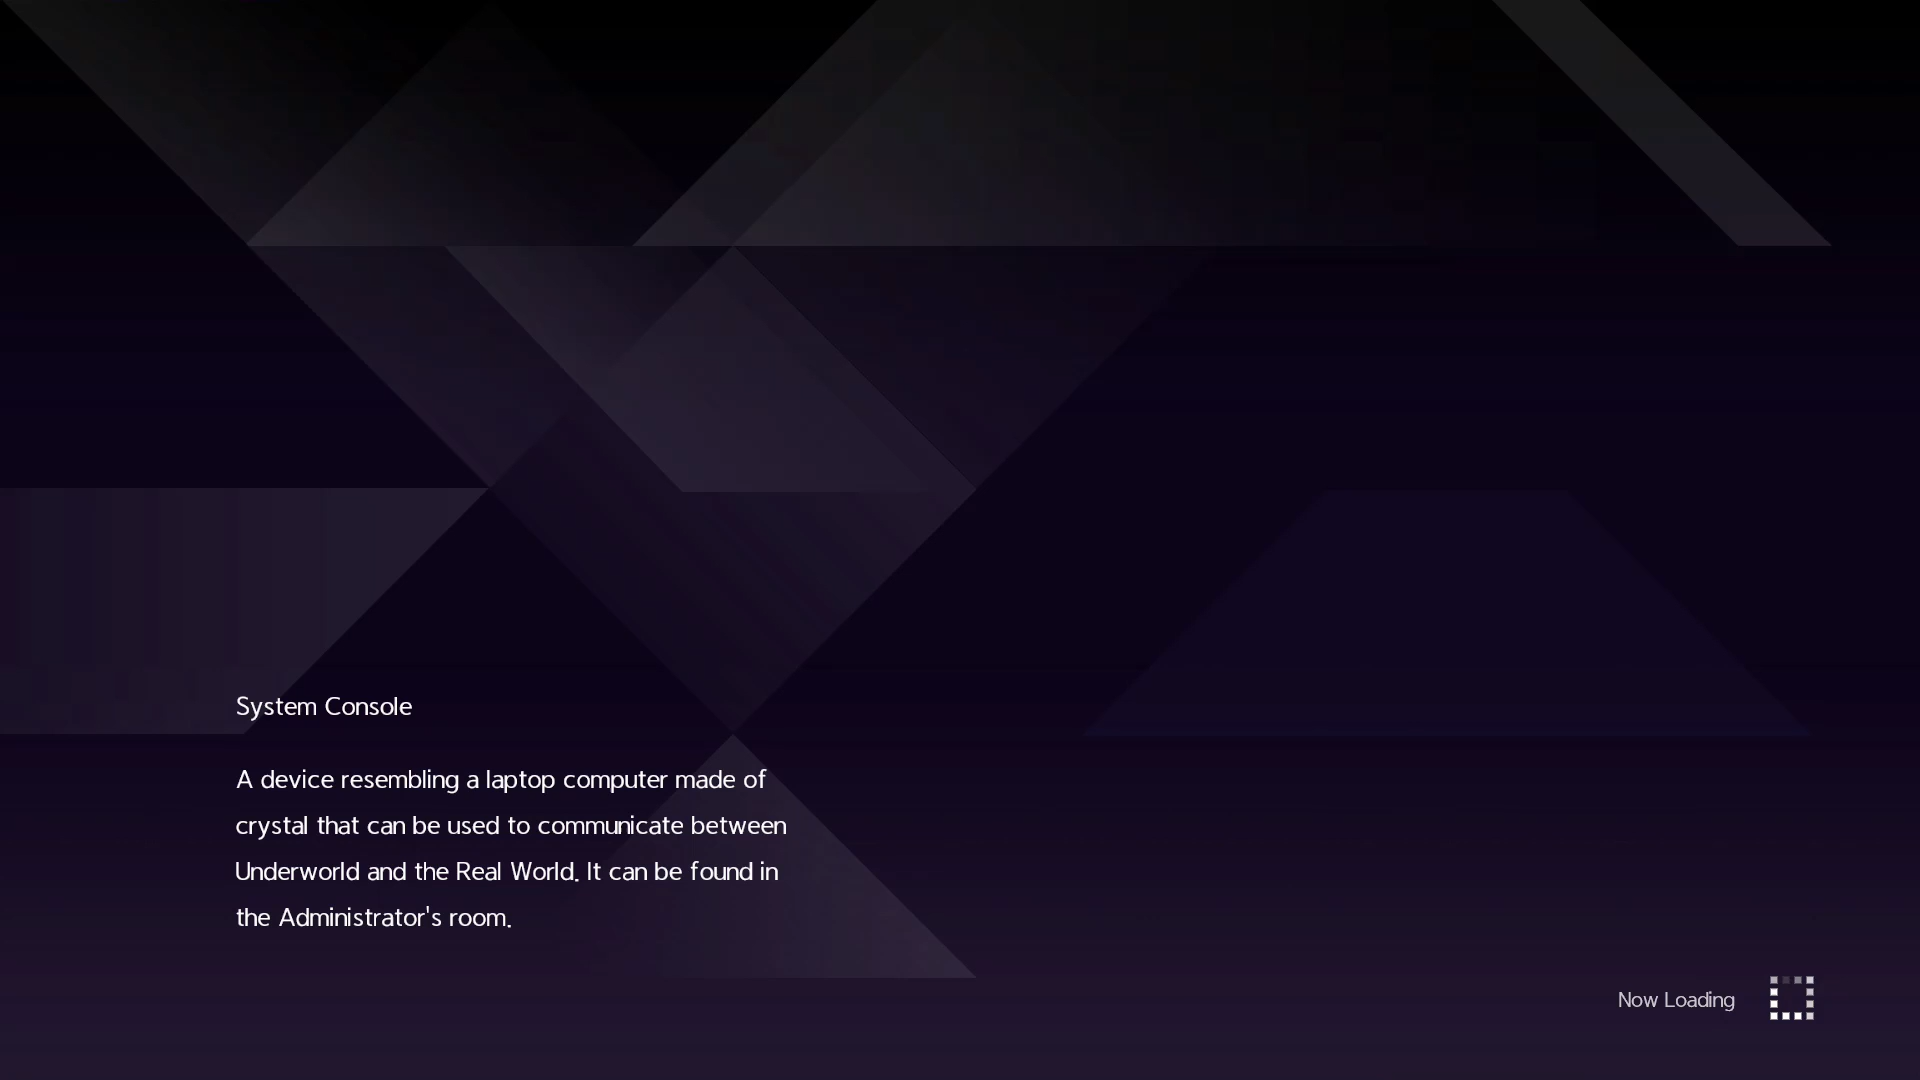 System Console
A device resembling a laptop computer made of
crystal that can be used to communicate between
Underworld and the Real World. It can be found in
the Administrator's room.
Now Loading